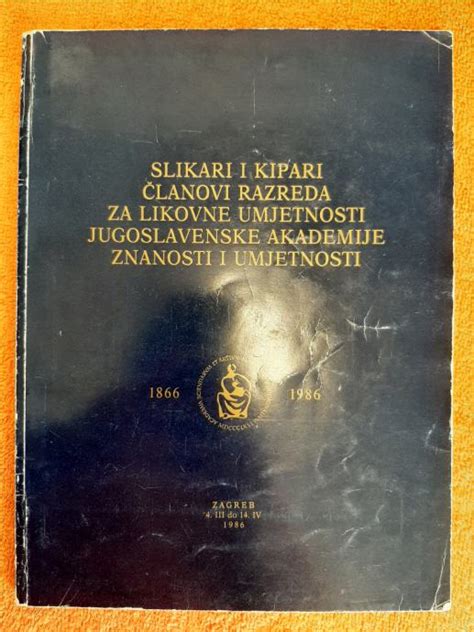 SLIKARI I KIPARI
ČLANOVI RAZREDA
ZA LIKOVNE UMJETNOSTI
JUGOSLAVENSKE AKADEMIJE
ZNANOSTI I UMJETNOSTI
1866 1986
ZAGREB
4. III do 14. IV
1986